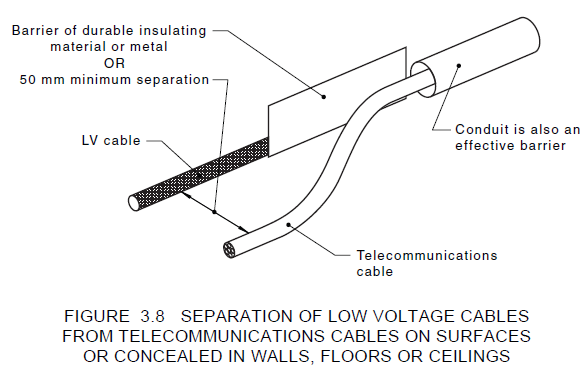 Barrier of durable insulating
material or metal
OR
50 mm minimum separation
LV cable
Conduit is also an
effective barrier
Telecommunications
cable
FIGURE 3.8 SEPARATION OF LOW VOLTAGE CABLES
FROM TELECOMMUNICATIONS CABLES ON SURFACES
OR CONCEALED IN WALLS, FLOORS OR CEILINGS